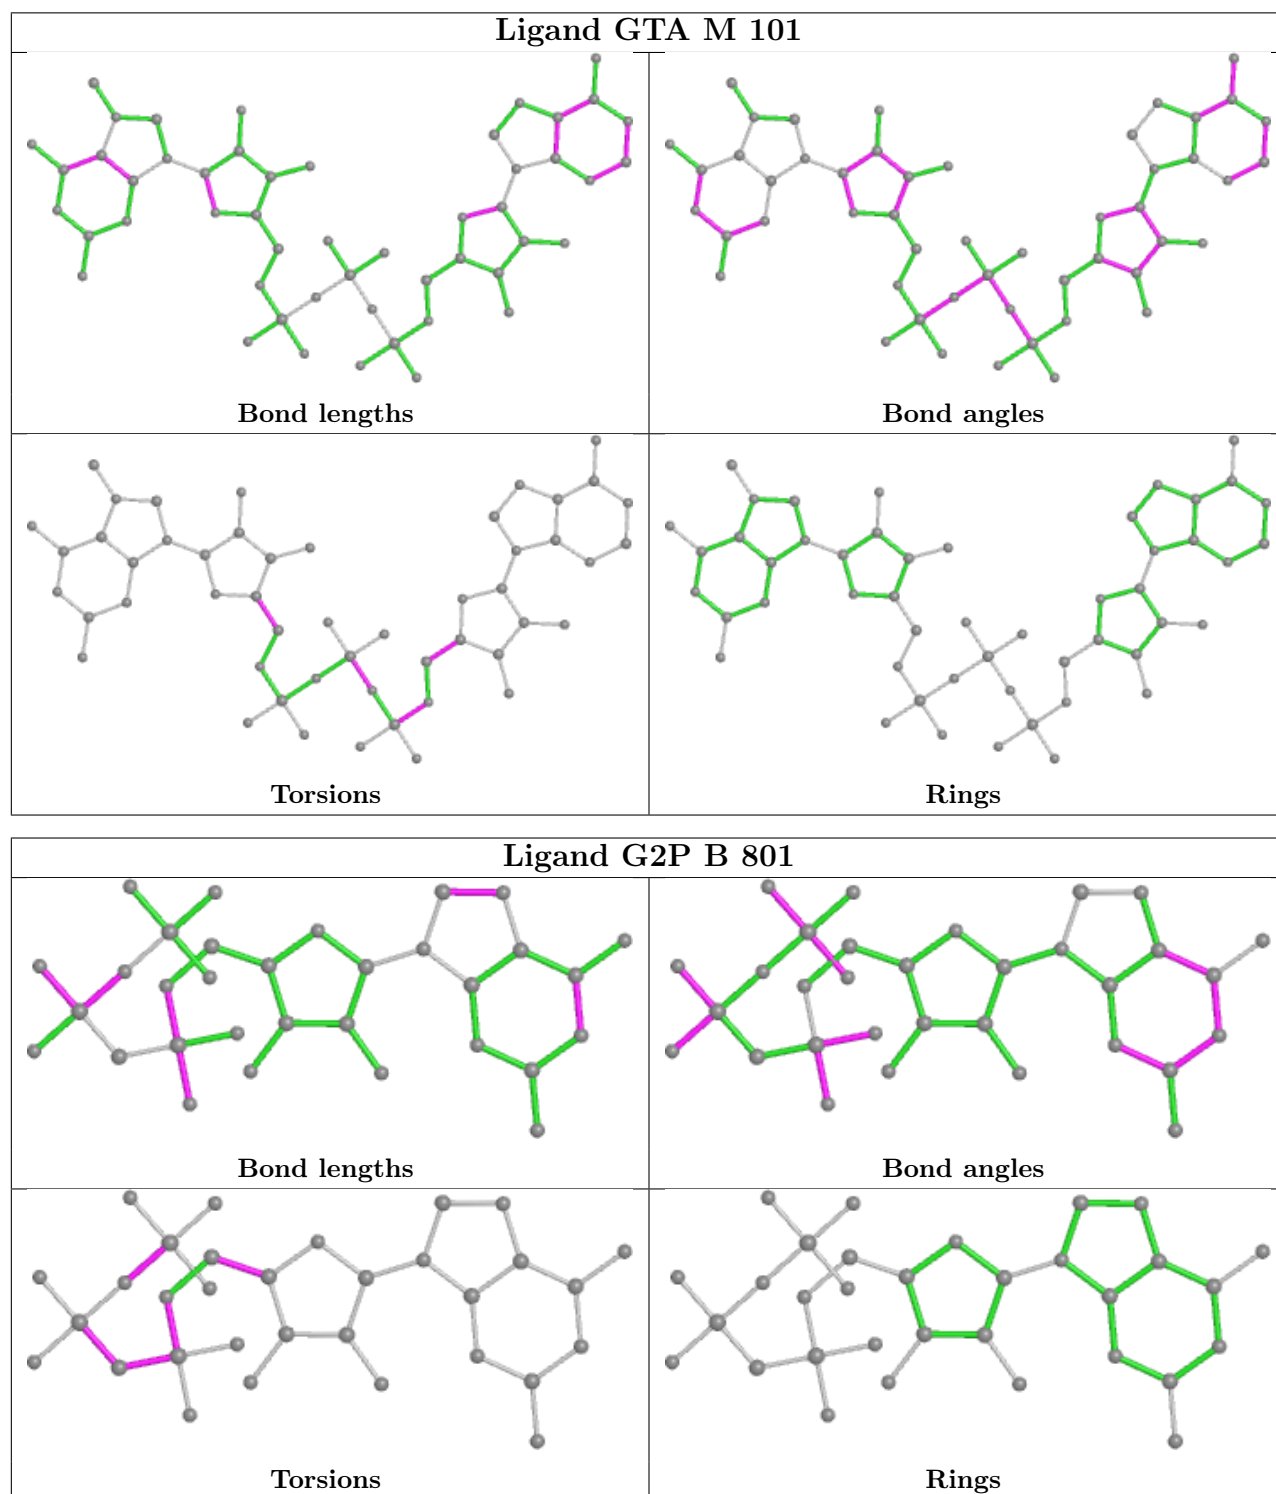 Ligand GTA M 101
Bond lengths
Bond angles
Torsions
Rings
Ligand G2P B 801
Bond lengths
Bond angles
Torsions
Rings